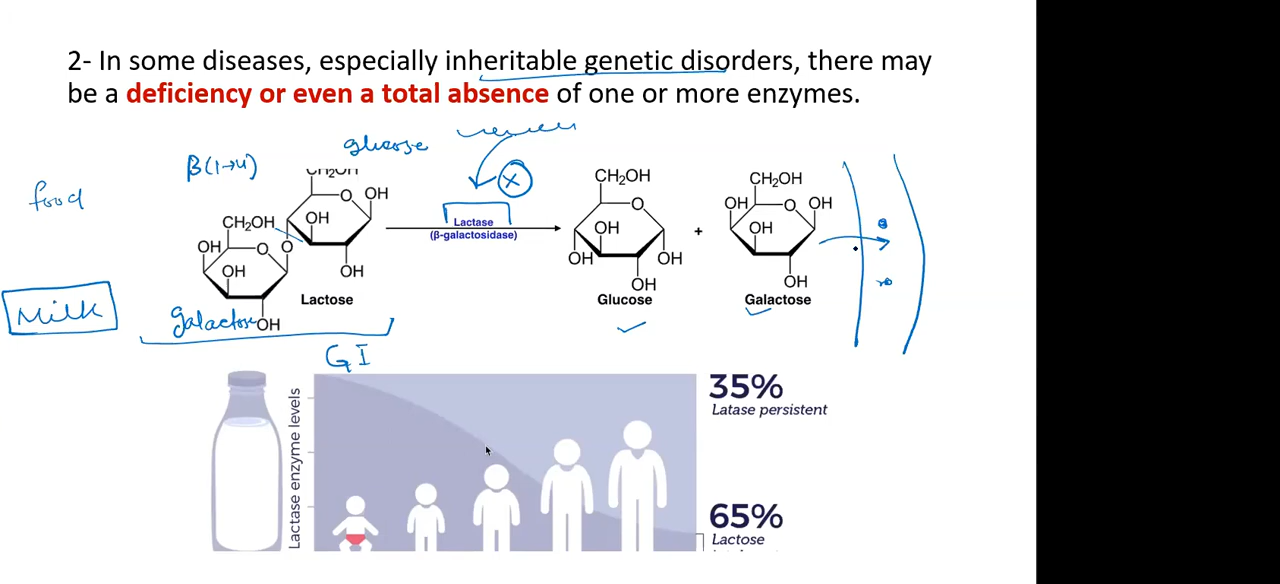 2- In some diseases, especially inheritable genetic disorders, there may
be a deficiency or even a total absence of one or more enzymes.
glucose
β(1→4)
food
CH₂OH
O OH
OH
OH
CH₂OH
OH O
OH
O
OH
Lactose
galactose
Milk
GI
Lactase
(β-galactosidase)
CH₂OH
O
OH
OH OH
OH
Glucose
+
CH₂OH
OH O OH
OH
OH
Galactose
Lactase enzyme levels
35%
Latase persistent
65%
Lactose